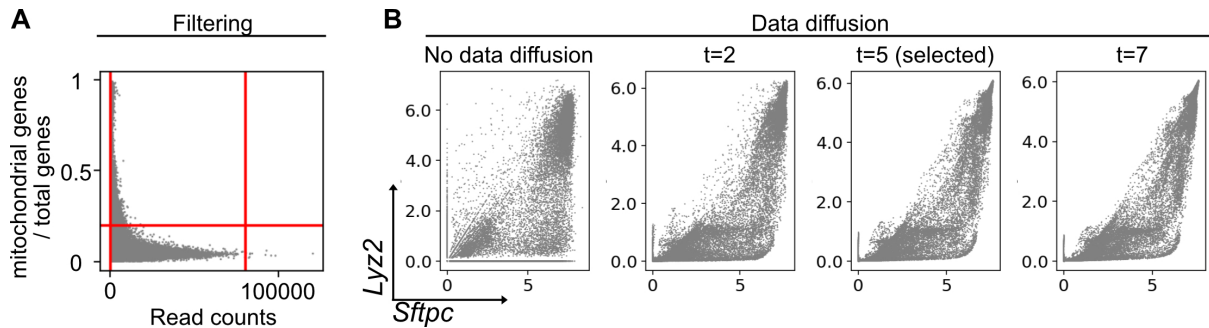 A
Filtering
mitochondrial genes
/ total genes
1
0.5
0
0
100000
Read counts
B
Data diffusion
No data diffusion
t=2
t=5 (selected)
t=7
6.0
4.0
2.0
0.0
0
5
6.0
4.0
2.0
0.0
0
5
6.0
4.0
2.0
0.0
0
5
6.0
4.0
2.0
0.0
0
5
Lyz2
Sftpc